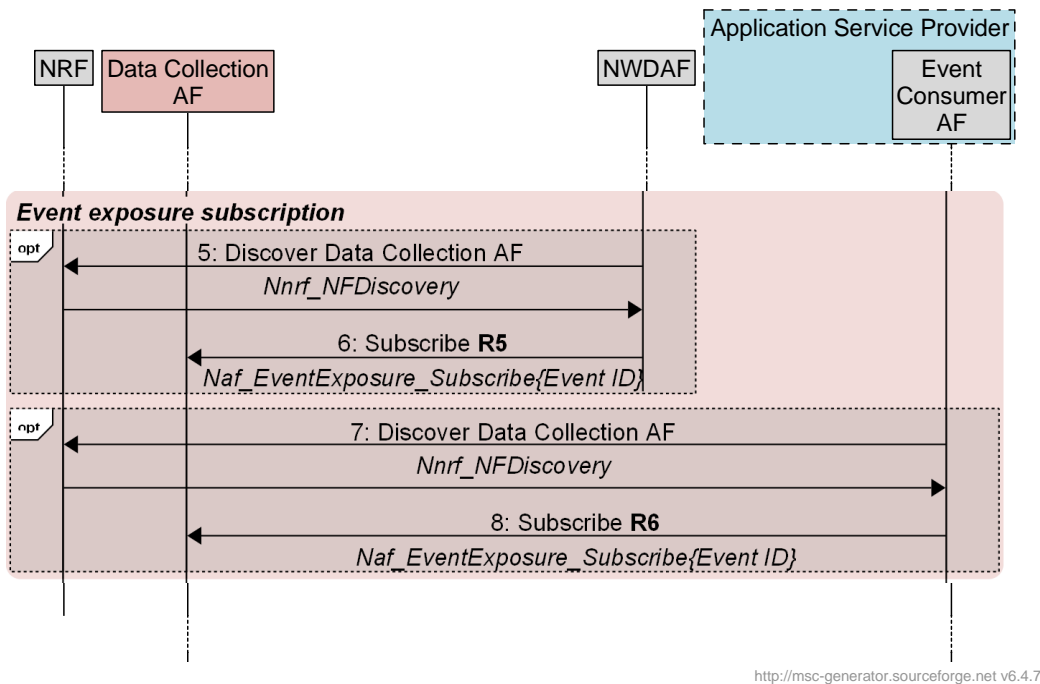 Application Service Provider
NRF
Data Collection
AF
NWDAF
Event
Consumer
AF
Event exposure subscription
opt
5: Discover Data Collection AF
Nnrf_NFDiscovery
6: Subscribe R5
Naf_EventExposure_Subscribe{Event ID}
opt
7: Discover Data Collection AF
Nnrf_NFDiscovery
8: Subscribe R6
Naf_EventExposure_Subscribe{Event ID}
http://msc-generator.sourceforge.net v6.4.7